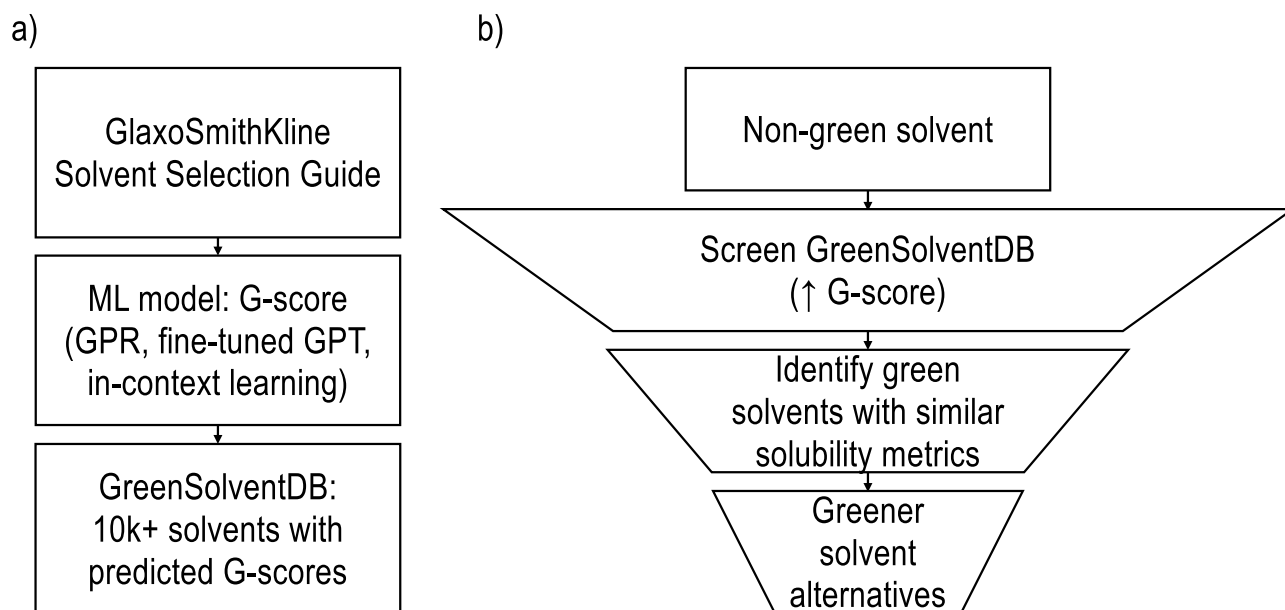 a)
GlaxoSmithKline
Solvent Selection Guide
ML model: G-score
(GPR, fine-tuned GPT,
in-context learning)
GreenSolventDB:
10k+ solvents with
predicted G-scores
b)
Non-green solvent
Screen GreenSolventDB
(↑ G-score)
Identify green
solvents with similar
solubility metrics
Greener
solvent
alternatives